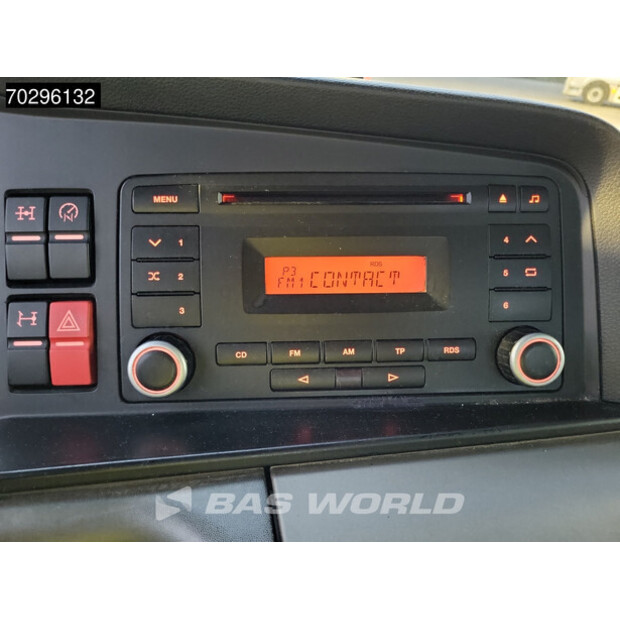 70296132
MENU
1
2
3
RDS
P3
FM1 CONTACT
4
5
6
CD FM AM TP RDS
BAS WORLD